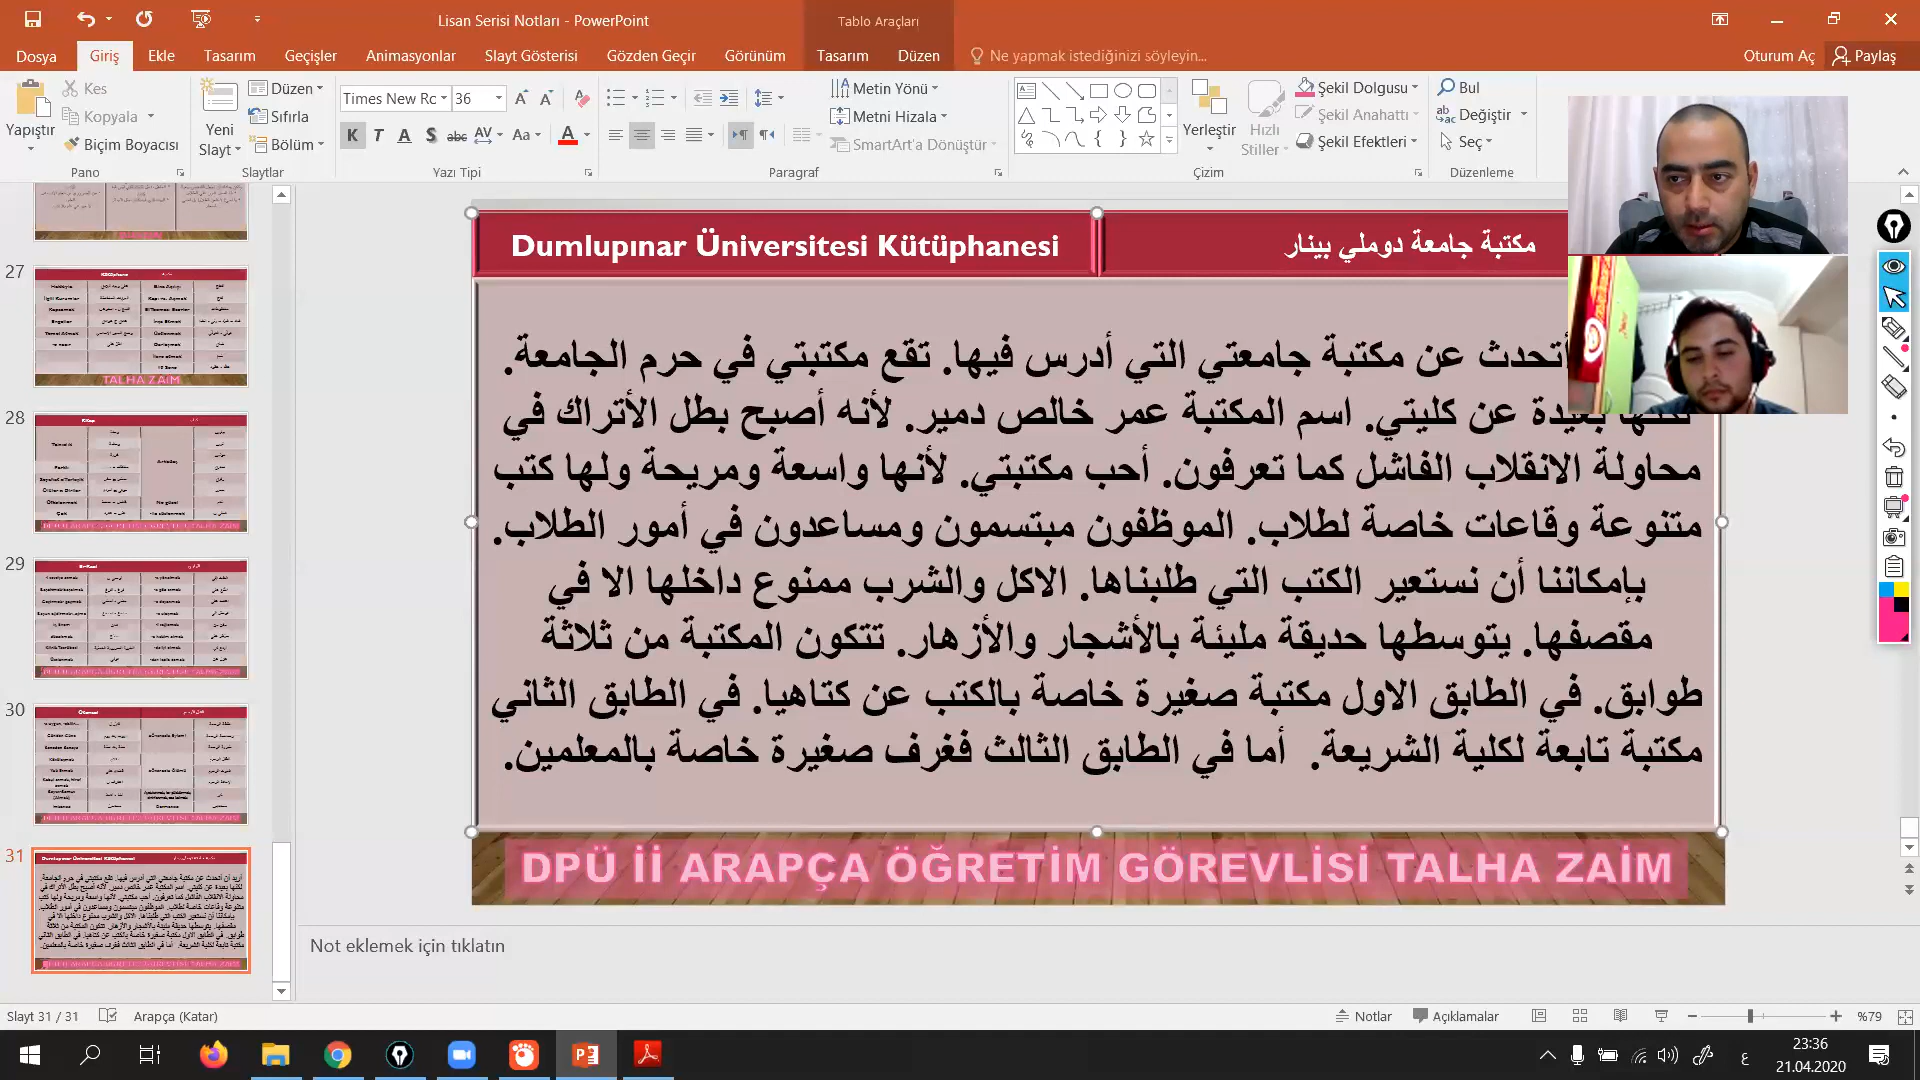 Lisan Serisi Notları - PowerPoint
Tablo Araçları
Dosya
Giriş
Ekle
Tasarım
Geçişler
Animasyonlar
Slayt Gösterisi
Gözden Geçir
Görünüm
Tasarım
Düzen
Ne yapmak istediğinizi söyleyin...
Oturum Aç
Paylaş
Yapıştır
Kes
Kopyala
Biçim Boyacısı
Pano
Yeni Slayt
Düzen
Sıfırla
Bölüm
Slaytlar
Times New Rc
36
K T A S abc AV Aa A
Yazı Tipi
Metin Yönü
Metni Hizala
SmartArt'a Dönüştür
Paragraf
Yerleştir
Hızlı Stiller
Şekil Dolgusu
Şekil Anahattı
Şekil Efektleri
Çizim
Bul
Değiştir
Seç
Düzenleme
27
28
29
30
31
TALHA ZAİM
Dumlupınar Üniversitesi Kütüphanesi
مكتبة جامعة دوملي بينار
أتحدث عن مكتبة جامعتي التي أدرس فيها. تقع مكتبتي في حرم الجامعة.
لكنها بعيدة عن كليتي. اسم المكتبة عمر خالص دمير. لأنه أصبح بطل الأتراك في
محاولة الانقلاب الفاشل كما تعرفون. أحب مكتبتي. لأنها واسعة ومريحة ولها كتب
متنوعة وقاعات خاصة لطلاب. الموظفون مبتسمون ومساعدون في أمور الطلاب.
بإمكاننا أن نستعير الكتب التي طلبناها. الاكل والشرب ممنوع داخلها الا في
مقصفها. يتوسطها حديقة مليئة بالأشجار والأزهار. تتكون المكتبة من ثلاثة
طوابق. في الطابق الاول مكتبة صغيرة خاصة بالكتب عن كتاهيا. في الطابق الثاني
مكتبة تابعة لكلية الشريعة. أما في الطابق الثالث فغرف صغيرة خاصة بالمعلمين.
DPÜ İİ ARAPÇA ÖĞRETİM GÖREVLİSİ TALHA ZAİM
Not eklemek için tıklatın
Slayt 31 / 31
Arapça (Katar)
Notlar
Açıklamalar
%79
ع
23:36
21.04.2020